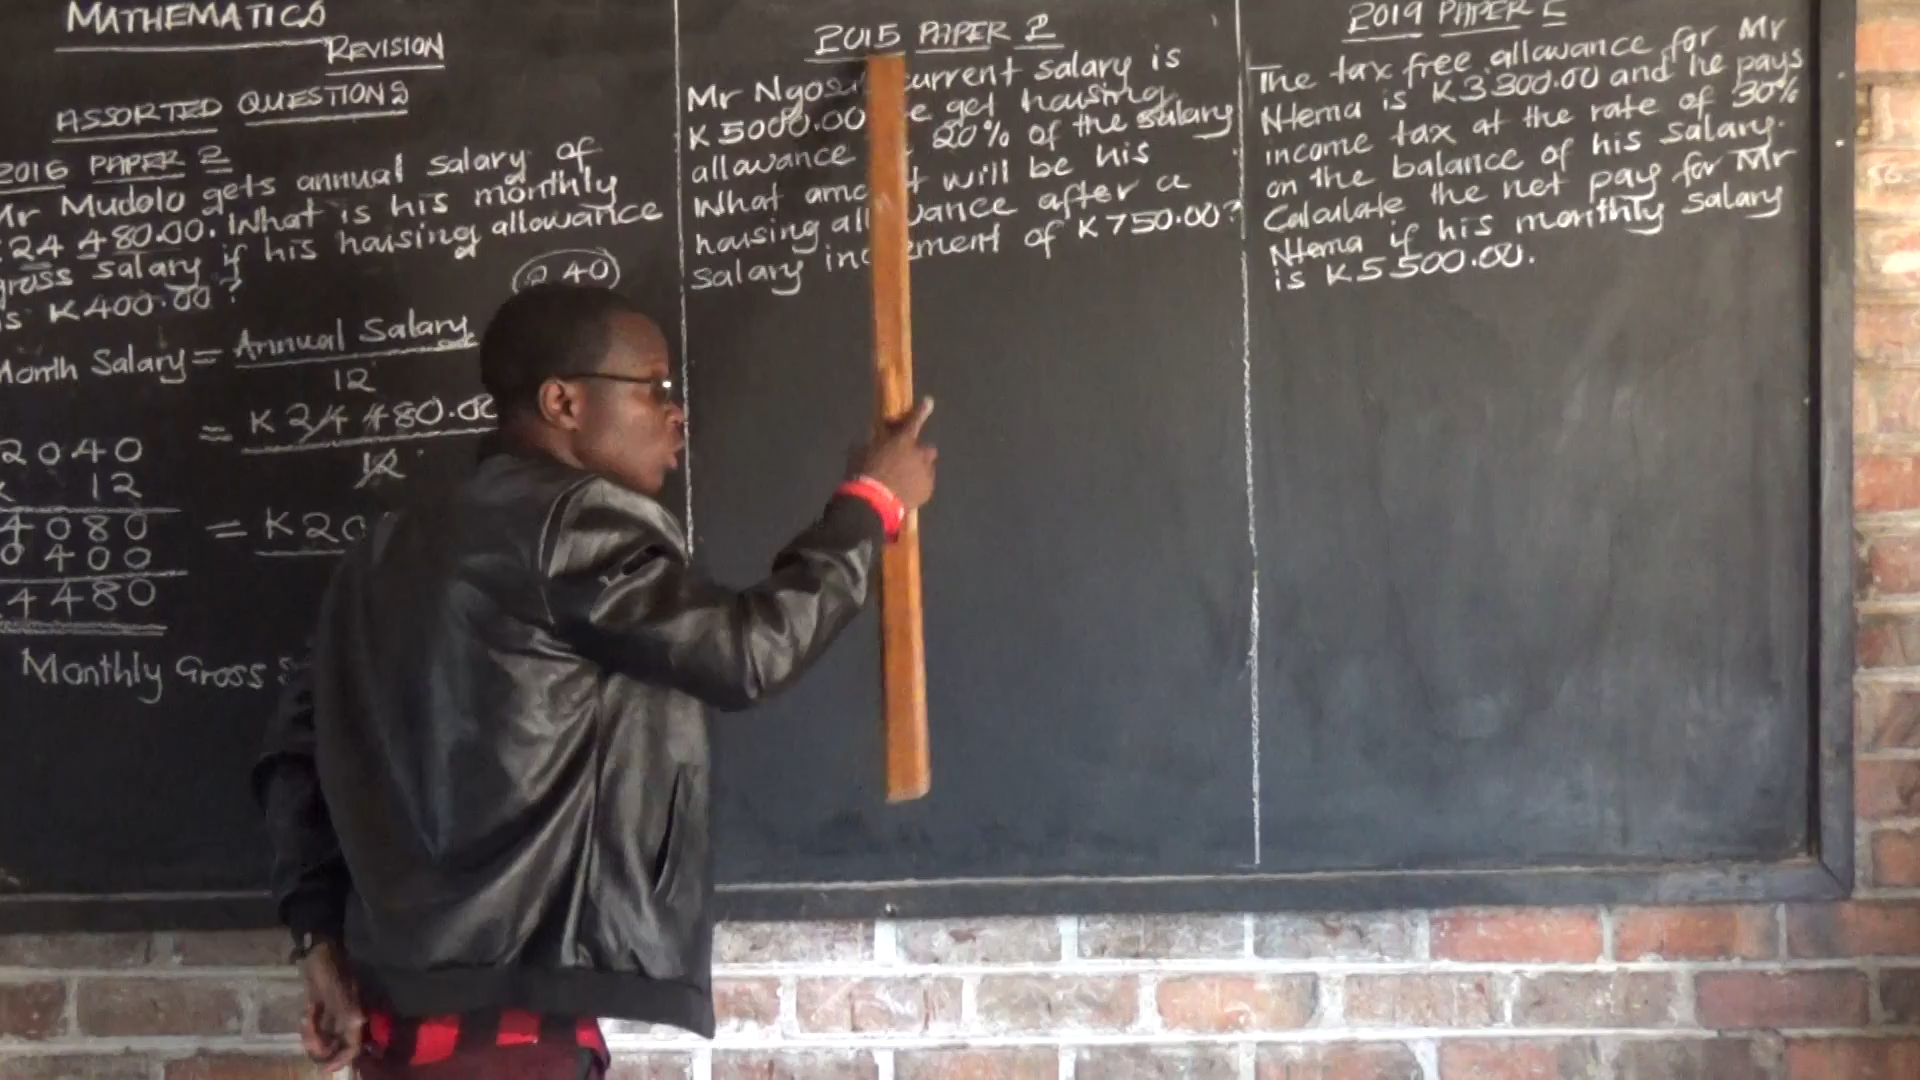 MATHEMATICS
REVISION
ASSORTED QUESTIONS
2016 PAPER 2
Mr Mudolo gets annual salary of
24 480.00. What is his monthly
gross salary if his housing allowance
is K400.00?
240
Month Salary = Annual Salary
12
= K24 480.00
12
2040
12
4080
0400
4480
= K20
Monthly Gross S
2015 PAPER 2
Mr Ngo current salary is
K5000.00 e get housing
allowance 20% of the salary
What amo t will be his
housing all wance after a
salary inc ement of K750.00?
2019 PAPER
The tax free allowance for Mr
Ntema is K3 300.00 and he pays
income tax at the rate of 30%
on the balance of his salary.
Calculate the net pay for Mr
Ntema if his monthly salary
is K5 500.00.